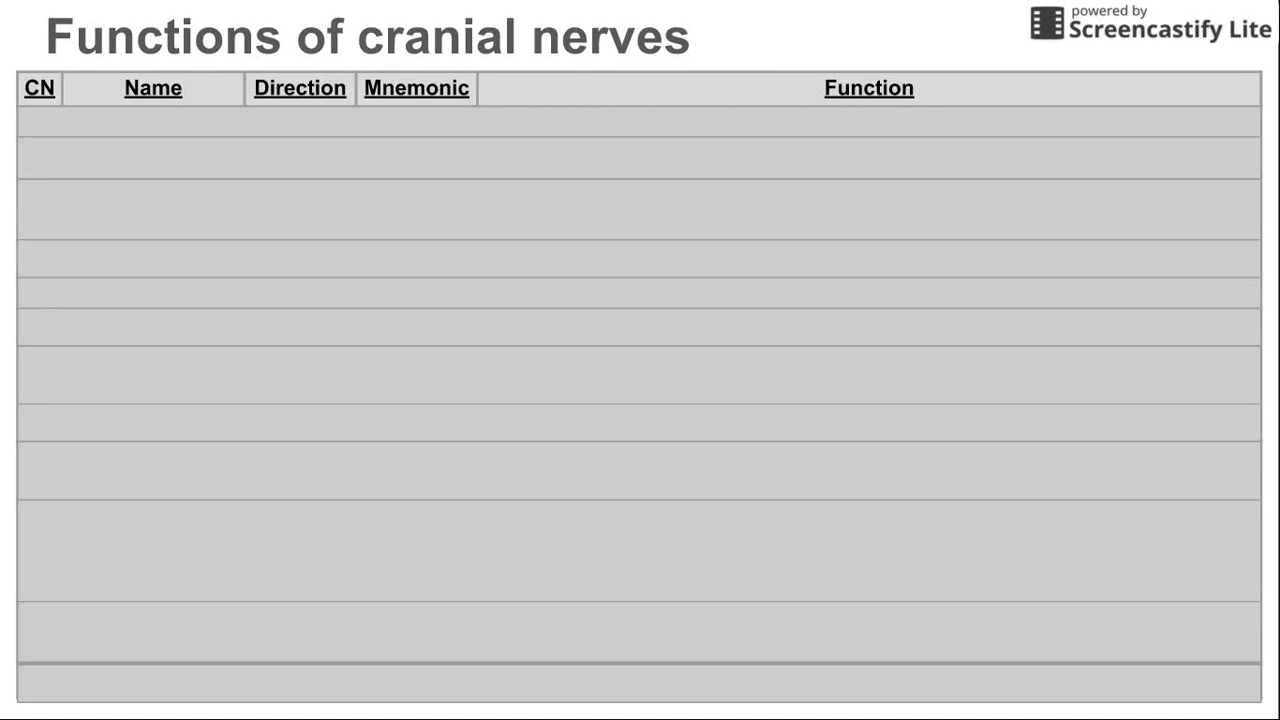 Functions of cranial nerves
powered by
Screencastify Lite
CN Name Direction Mnemonic Function